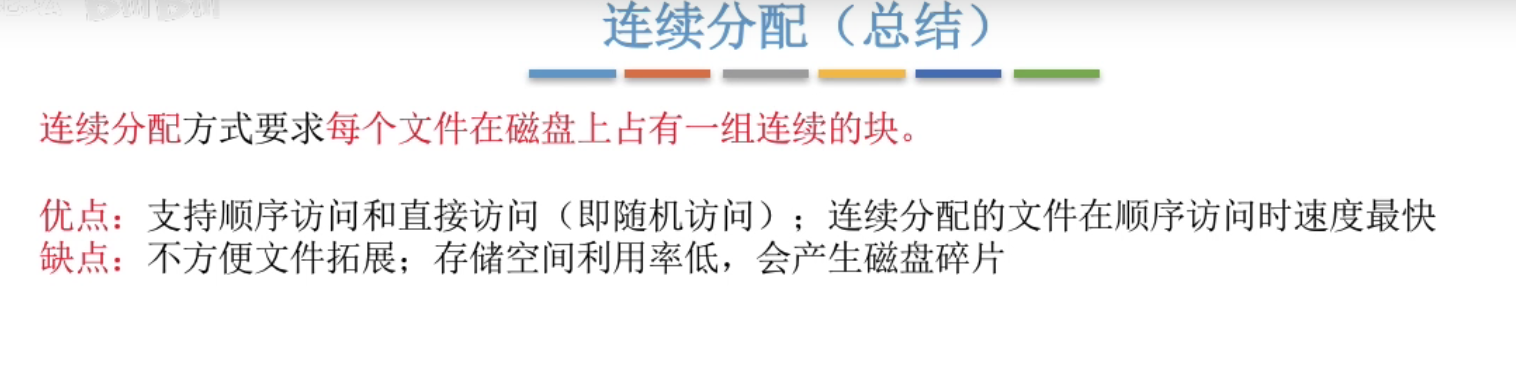 连续分配（总结）
连续分配方式要求每个文件在磁盘上占有一组连续的块。
优点：支持顺序访问和直接访问（即随机访问）；连续分配的文件在顺序访问时速度最快
缺点：不方便文件拓展；存储空间利用率低，会产生磁盘碎片